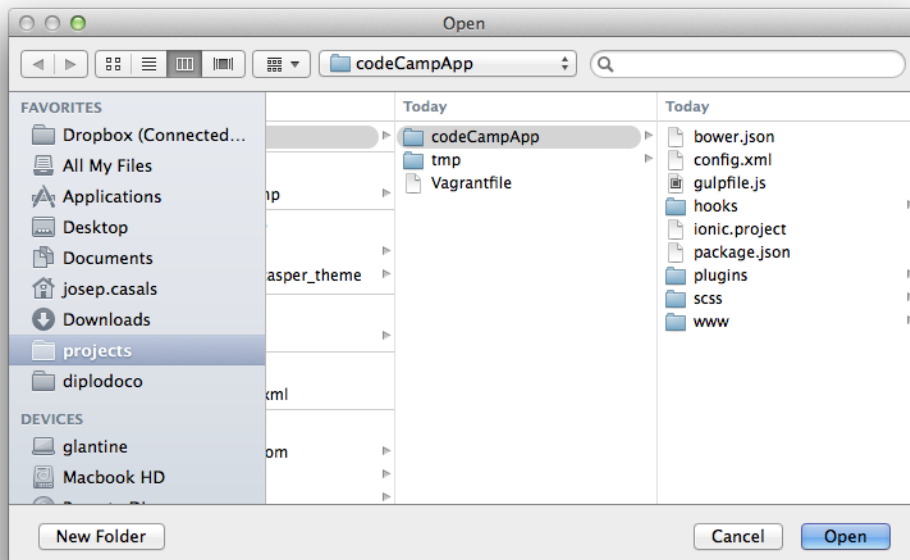 Open
codeCampApp
FAVORITES
Dropbox (Connected...
All My Files
Applications
Desktop
Documents
josep.casals
Downloads
projects
diplodoco
DEVICES
glantine
Macbook HD
asper_theme
xml
om
Today
codeCampApp
tmp
Vagrantfile
Today
bower.json
config.xml
gulpfile.js
hooks
ionic.project
package.json
plugins
scss
www
New Folder
Cancel
Open